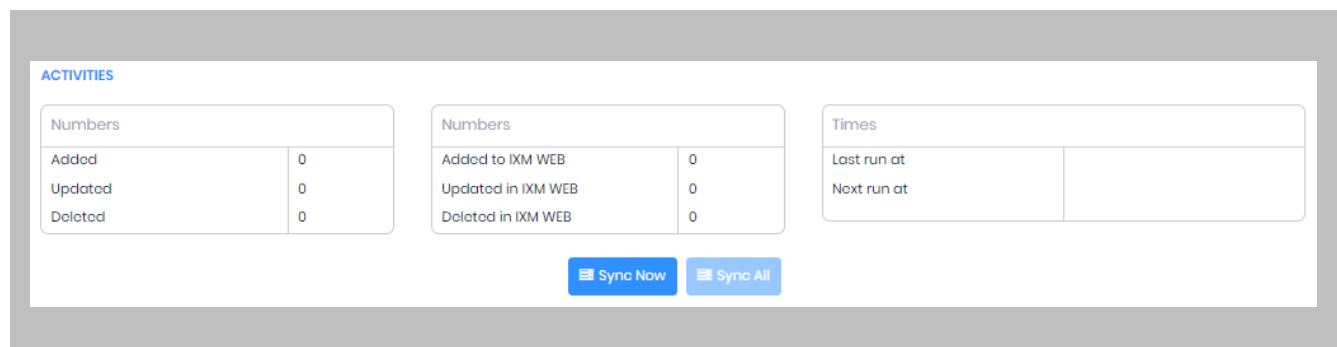 ACTIVITIES
Numbers
Added 0
Updated 0
Deleted 0
Numbers
Added to IXM WEB 0
Updated in IXM WEB 0
Deleted in IXM WEB 0
Times
Last run at
Next run at
Sync Now
Sync All